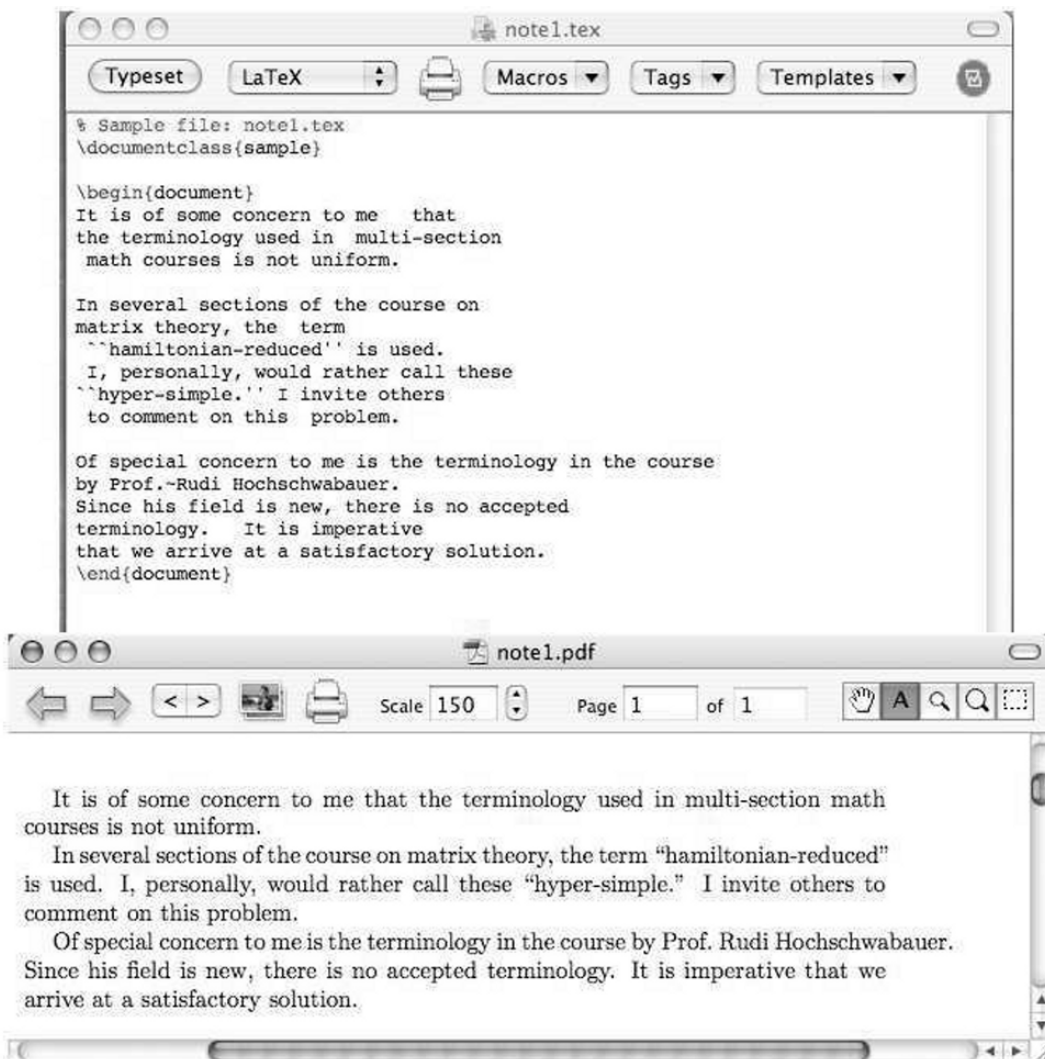 note1.tex
Typeset LaTeX Macros Tags Templates
% Sample file: note1.tex
\documentclass{sample}

\begin{document}
It is of some concern to me   that
the terminology used in  multi-section
 math courses is not uniform.

In several sections of the course on
matrix theory, the  term
 ``hamiltonian-reduced'' is used.
 I, personally, would rather call these
``hyper-simple.'' I invite others
 to comment on this  problem.

Of special concern to me is the terminology in the course
by Prof.~Rudi Hochschwabauer.
Since his field is new, there is no accepted
terminology.   It is imperative
that we arrive at a satisfactory solution.
\end{document}
note1.pdf
< > Scale 150 Page 1 of 1 A
It is of some concern to me that the terminology used in multi-section math
courses is not uniform.
In several sections of the course on matrix theory, the term “hamiltonian-reduced”
is used. I, personally, would rather call these “hyper-simple.” I invite others to
comment on this problem.
Of special concern to me is the terminology in the course by Prof. Rudi Hochschwabauer.
Since his field is new, there is no accepted terminology. It is imperative that we
arrive at a satisfactory solution.